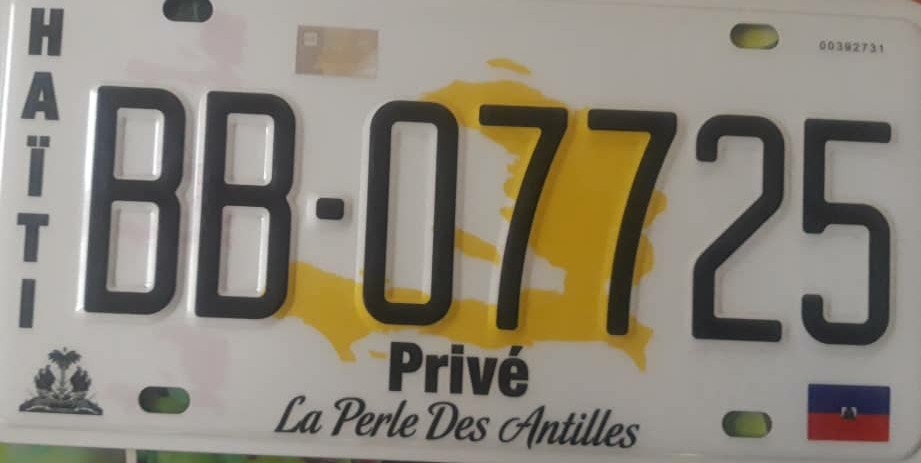 HAÏTI
00392731
BB-07725
Privé
La Perle Des Antilles